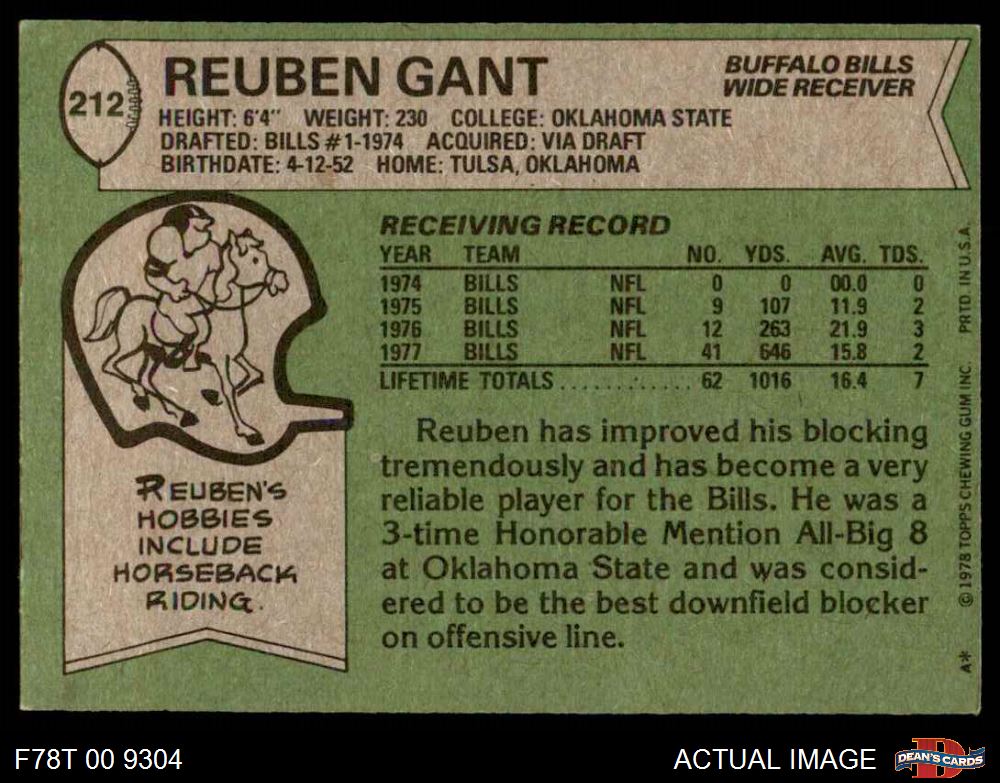 212
REUBEN GANT
BUFFALO BILLS
WIDE RECEIVER
HEIGHT: 6'4" WEIGHT: 230 COLLEGE: OKLAHOMA STATE
DRAFTED: BILLS #1-1974 ACQUIRED: VIA DRAFT
BIRTHDATE: 4-12-52 HOME: TULSA, OKLAHOMA
RECEIVING RECORD
YEAR TEAM NO. YDS. AVG. TDS.
1974 BILLS NFL 0 0 00.0 0
1975 BILLS NFL 9 107 11.9 2
1976 BILLS NFL 12 263 21.9 3
1977 BILLS NFL 41 646 15.8 2
LIFETIME TOTALS .............. 62 1016 16.4 7
Reuben has improved his blocking
tremendously and has become a very
reliable player for the Bills. He was a
3-time Honorable Mention All-Big 8
at Oklahoma State and was consid-
ered to be the best downfield blocker
on offensive line.
REUBEN'S
HOBBIES
INCLUDE
HORSEBACK
RIDING.
A* © 1978 TOPPS CHEWING GUM INC. PRTD. IN U.S.A.
F78T 00 9304
ACTUAL IMAGE
D
DEAN'S CARDS